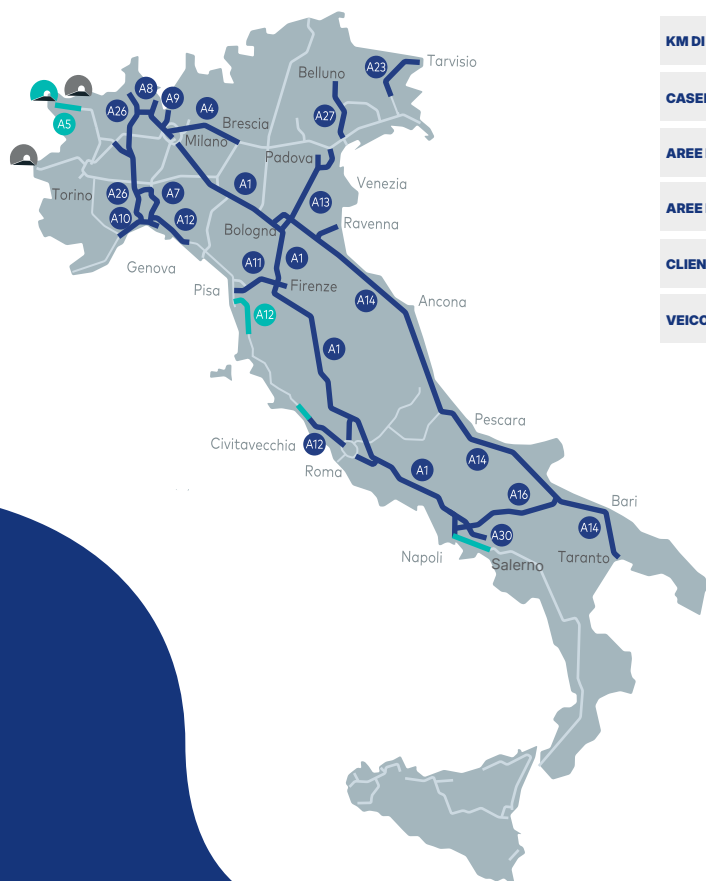 Tarvisio
A23
Belluno
A8
A9
A26
A4
A27
A5
Brescia
Milano
Padova
A1
Venezia
Torino
A26
A7
A13
A10
A12
Ravenna
Bologna
A11
A1
Genova
Pisa
Firenze
A14
Ancona
A12
A1
Pescara
Civitavecchia
A12
A14
Roma
A1
A16
Bari
A14
A30
Napoli
Salerno
Taranto
KM DI
CASE
AREE
AREE
CLIEN
VEICO